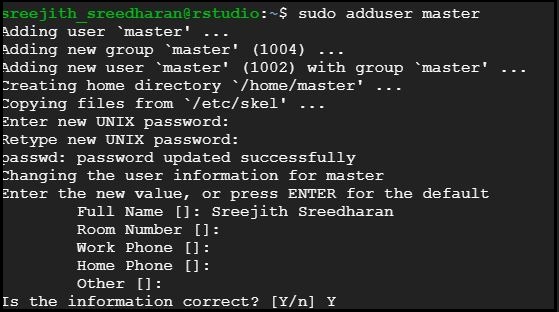 sreejith_sreedharan@rstudio:~$ sudo adduser master
Adding user `master' ...
Adding new group `master' (1004) ...
Adding new user `master' (1002) with group `master' ...
Creating home directory `/home/master' ...
Copying files from `/etc/skel' ...
Enter new UNIX password:
Retype new UNIX password:
passwd: password updated successfully
Changing the user information for master
Enter the new value, or press ENTER for the default
Full Name []: Sreejith Sreedharan
Room Number []:
Work Phone []:
Home Phone []:
Other []:
Is the information correct? [Y/n] Y